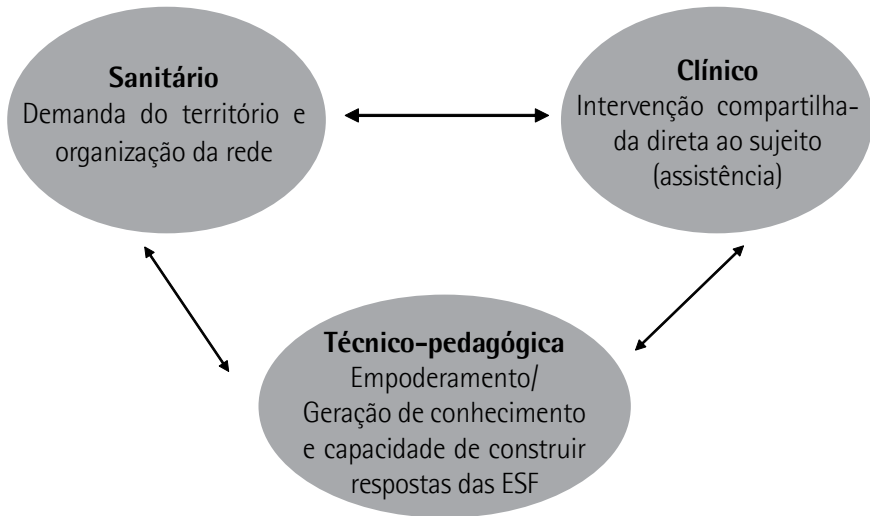 Sanitário
Demanda do território e
organização da rede
Clínico
Intervenção compartilha-
da direta ao sujeito
(assistência)
Técnico-pedagógica
Empoderamento/
Geração de conhecimento
e capacidade de construir
respostas das ESF